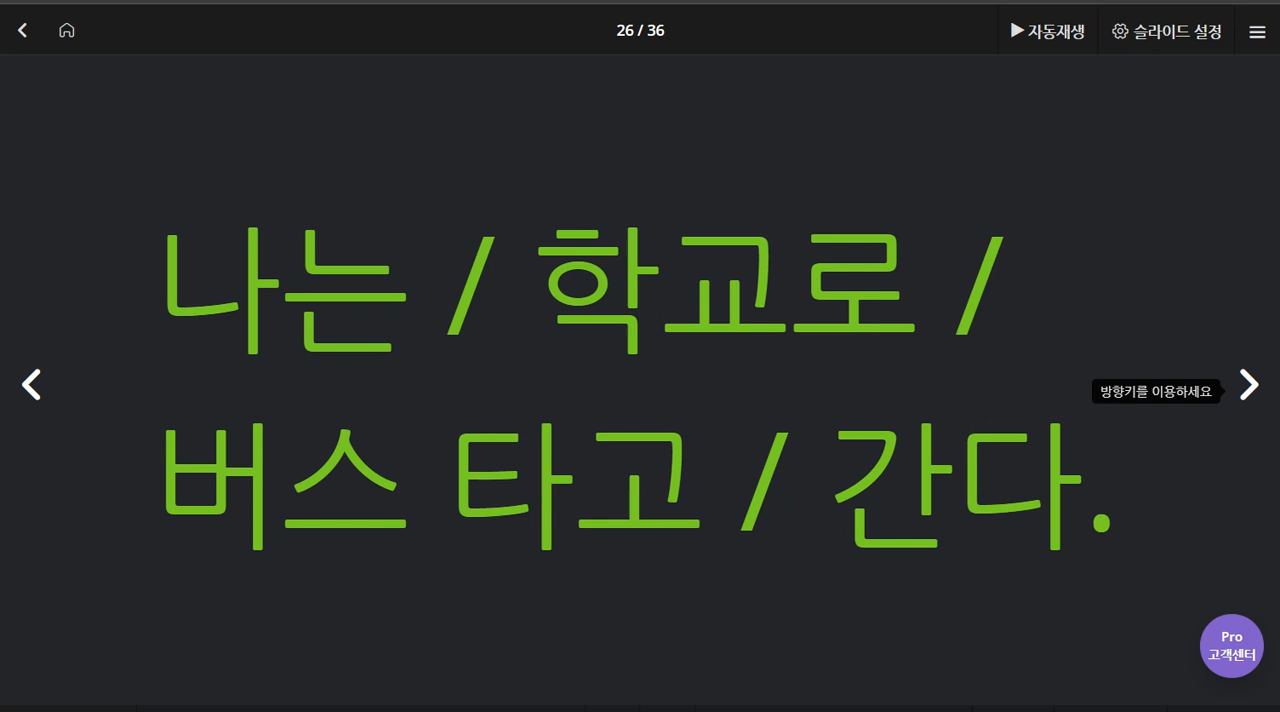 26 / 36
▶ 자동재생
슬라이드 설정
나는 / 학교로 /
방향키를 이용하세요
버스 타고 / 간다.
Pro
고객센터